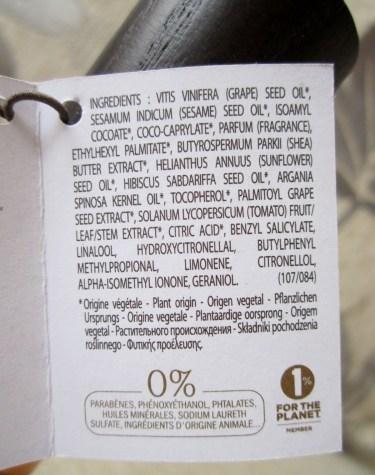 INGREDIENTS : VITIS VINIFERA (GRAPE) SEED OIL*,
SESAMUM INDICUM (SESAME) SEED OIL*, ISOAMYL
COCOATE*, COCO-CAPRYLATE*, PARFUM (FRAGRANCE),
ETHYLHEXYL PALMITATE*, BUTYROSPERMUM PARKII (SHEA)
BUTTER EXTRACT*, HELIANTHUS ANNUUS (SUNFLOWER)
SEED OIL*, HIBISCUS SABDARIFFA SEED OIL*, ARGANIA
SPINOSA KERNEL OIL*, TOCOPHEROL*, PALMITOYL GRAPE
SEED EXTRACT*, SOLANUM LYCOPERSICUM (TOMATO) FRUIT/
LEAF/STEM EXTRACT*, CITRIC ACID*, BENZYL SALICYLATE,
LINALOOL, HYDROXYCITRONELLAL, BUTYLPHENYL
METHYLPROPIONAL, LIMONENE, CITRONELLOL,
ALPHA-ISOMETHYL IONONE, GERANIOL. (107/084)
*Origine végétale - Plant origin - Origen vegetal - Pflanzlichen
Ursprungs - Origine vegetale - Plantaardige oorsprong - Origem
vegetal - Растительного происхождения - Składniki pochodzenia
roślinnego - Φυτικής προέλευσης.
0%
PARABÈNES, PHÉNOXYÉTHANOL, PHTALATES,
HUILES MINÉRALES, SODIUM LAURETH
SULFATE, INGRÉDIENTS D'ORIGINE ANIMALE...
1%
FOR THE
PLANET
MEMBER